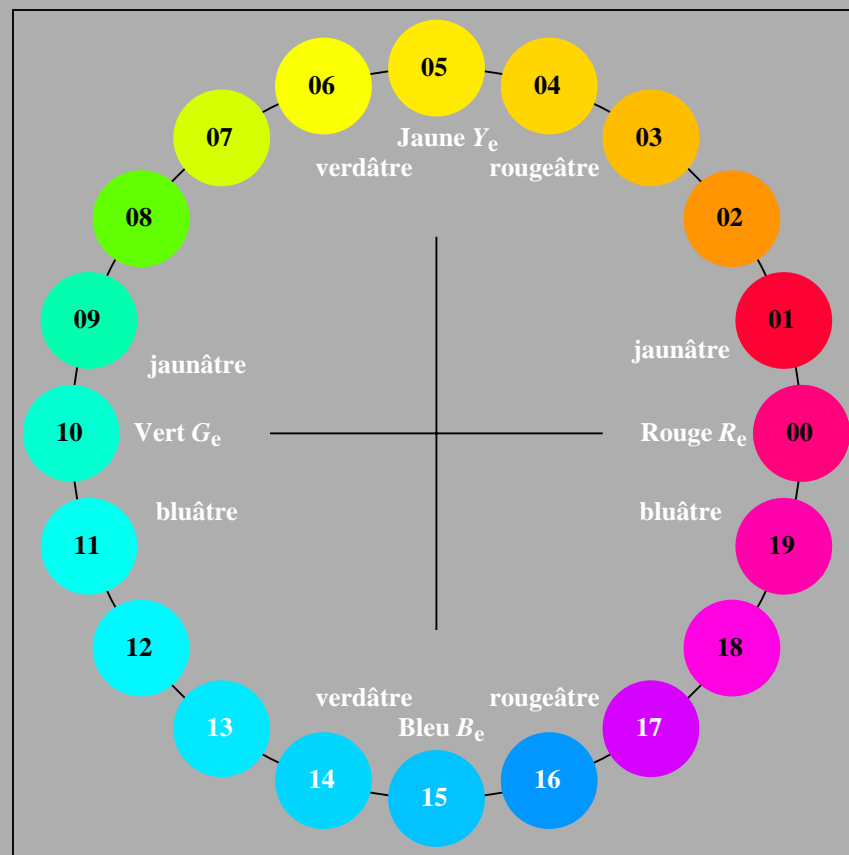 05
06 04
Jaune Ye
07 03
verdâtre rougeâtre
08 02
09 01
jaunâtre jaunâtre
10 Vert Ge Rouge Re 00
bluâtre bluâtre
11 19
12 18
verdâtre rougeâtre
13 Bleu Be 17
14 16
15